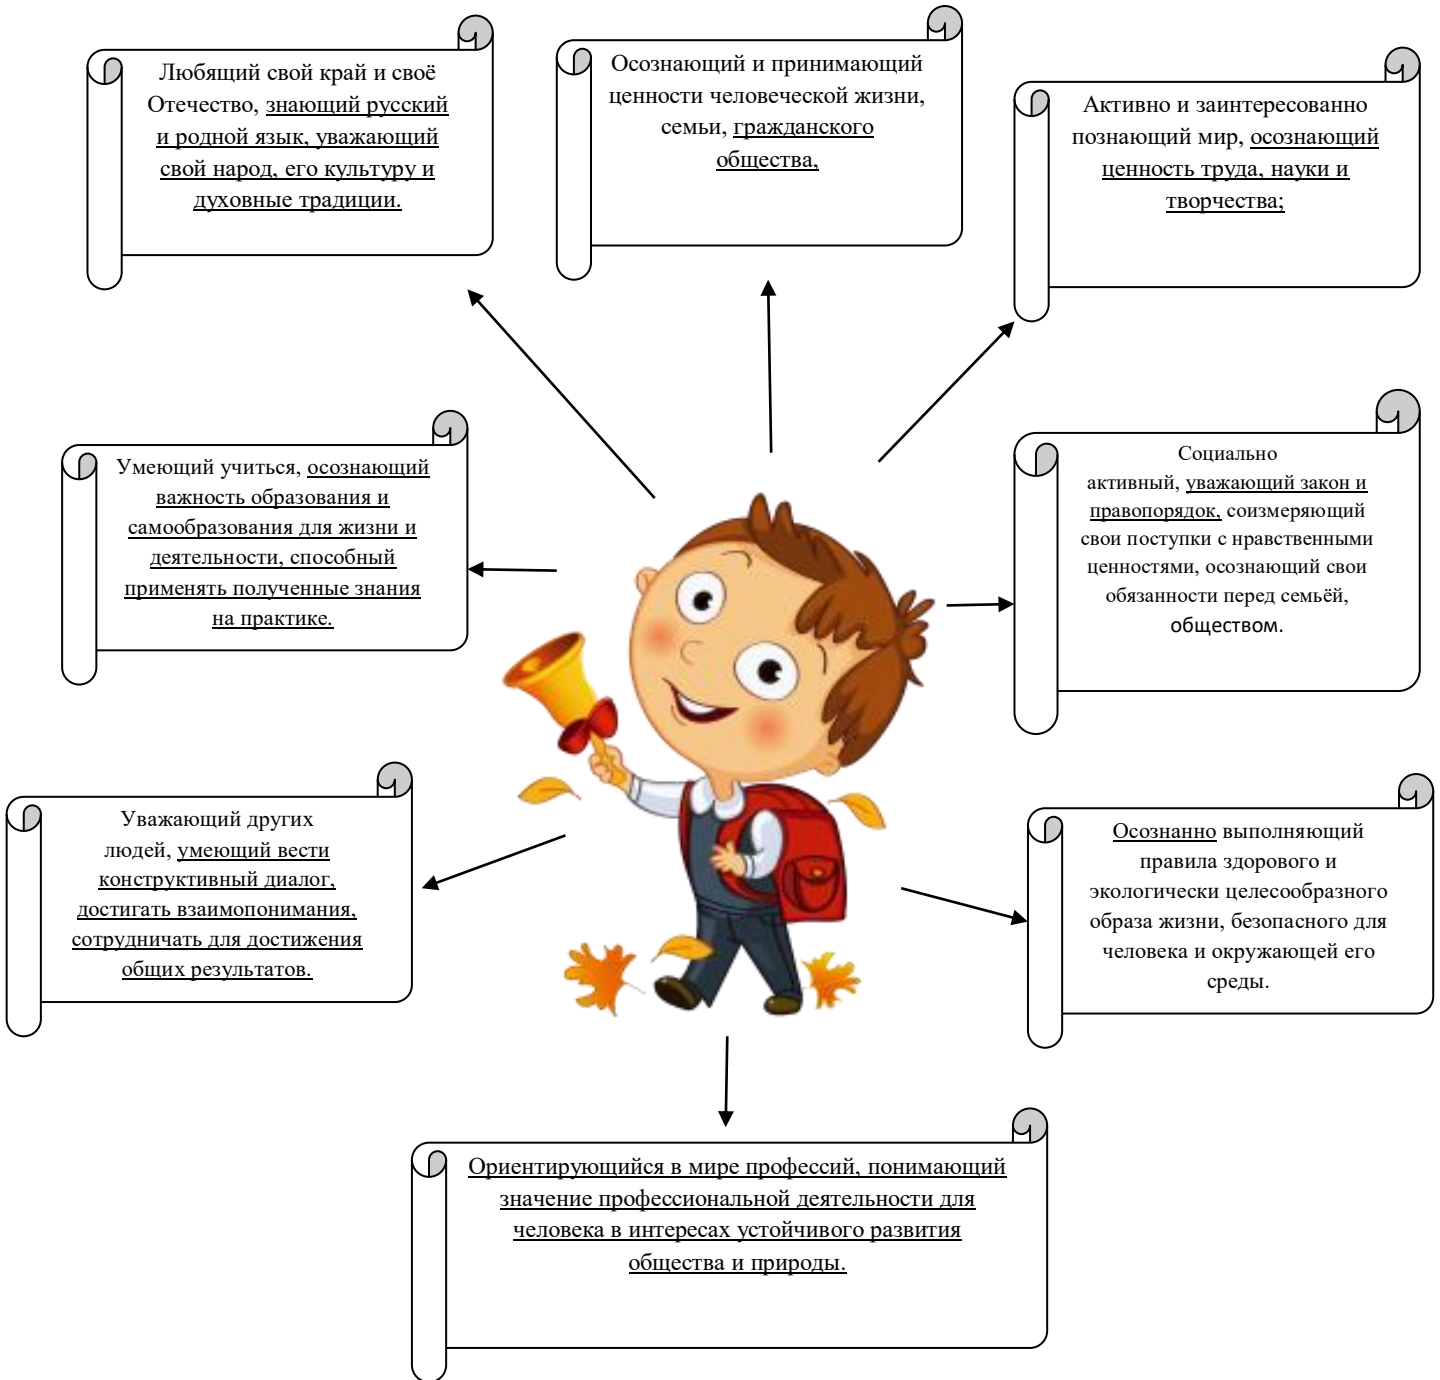 Любящий свой край и своё
Отечество, знающий русский
и родной язык, уважающий
свой народ, его культуру и
духовные традиции.
Осознающий и принимающий
ценности человеческой жизни,
семьи, гражданского
общества,
Активно и заинтересованно
познающий мир, осознающий
ценность труда, науки и
творчества;
Умеющий учиться, осознающий
важность образования и
самообразования для жизни и
деятельности, способный
применять полученные знания
на практике.
Социально
активный, уважающий закон и
правопорядок, соизмеряющий
свои поступки с нравственными
ценностями, осознающий свои
обязанности перед семьёй,
обществом.
Уважающий других
людей, умеющий вести
конструктивный диалог,
достигать взаимопонимания,
сотрудничать для достижения
общих результатов.
Осознанно выполняющий
правила здорового и
экологически целесообразного
образа жизни, безопасного для
человека и окружающей его
среды.
Ориентирующийся в мире профессий, понимающий
значение профессиональной деятельности для
человека в интересах устойчивого развития
общества и природы.